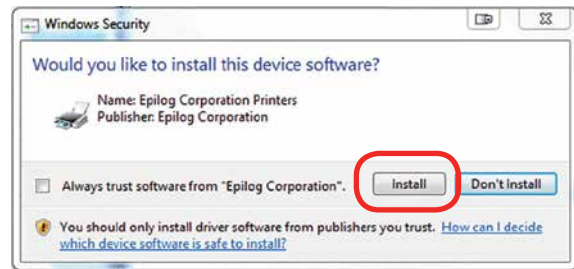 Windows Security
Would you like to install this device software?
Name: Epilog Corporation Printers
Publisher: Epilog Corporation
Always trust software from "Epilog Corporation".
Install
Don't Install
You should only install driver software from publishers you trust. How can I decide
which device software is safe to install?